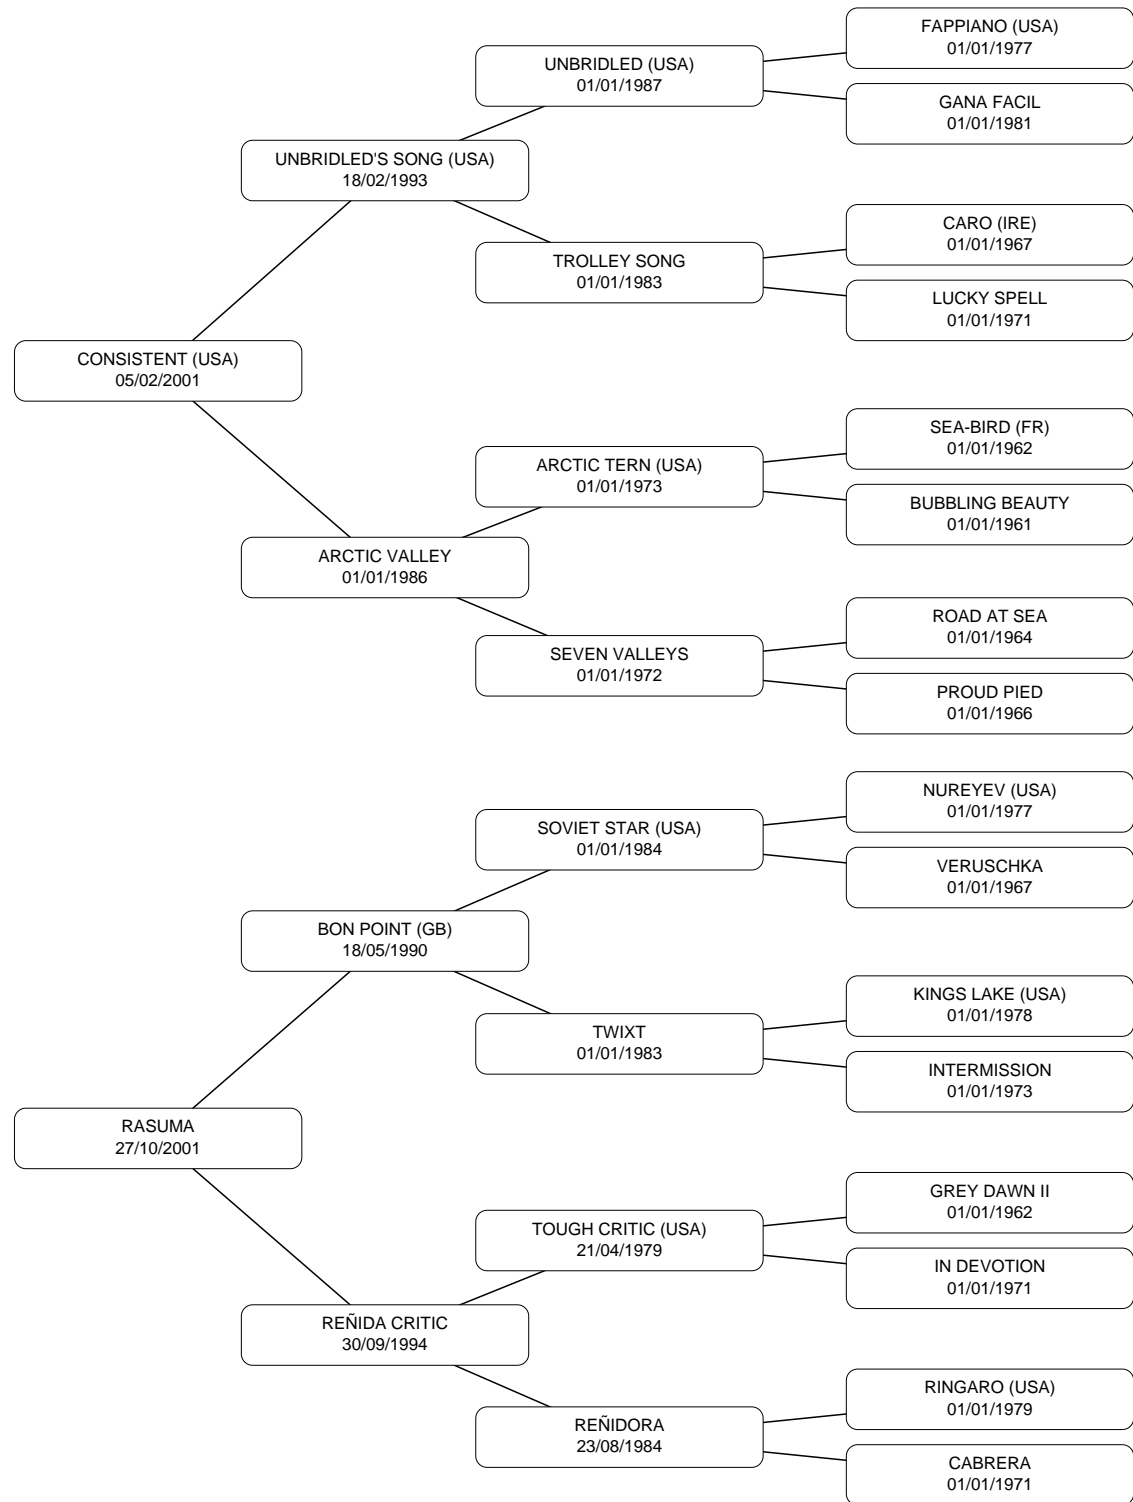 FAPPIANO (USA)
01/01/1977
UNBRIDLED (USA)
01/01/1987
GANA FACIL
01/01/1981
UNBRIDLED'S SONG (USA)
18/02/1993
CARO (IRE)
01/01/1967
TROLLEY SONG
01/01/1983
LUCKY SPELL
01/01/1971
CONSISTENT (USA)
05/02/2001
SEA-BIRD (FR)
01/01/1962
ARCTIC TERN (USA)
01/01/1973
BUBBLING BEAUTY
01/01/1961
ARCTIC VALLEY
01/01/1986
ROAD AT SEA
01/01/1964
SEVEN VALLEYS
01/01/1972
PROUD PIED
01/01/1966
NUREYEV (USA)
01/01/1977
SOVIET STAR (USA)
01/01/1984
VERUSCHKA
01/01/1967
BON POINT (GB)
18/05/1990
KINGS LAKE (USA)
01/01/1978
TWIXT
01/01/1983
INTERMISSION
01/01/1973
RASUMA
27/10/2001
GREY DAWN II
01/01/1962
TOUGH CRITIC (USA)
21/04/1979
IN DEVOTION
01/01/1971
REÑIDA CRITIC
30/09/1994
RINGARO (USA)
01/01/1979
REÑIDORA
23/08/1984
CABRERA
01/01/1971